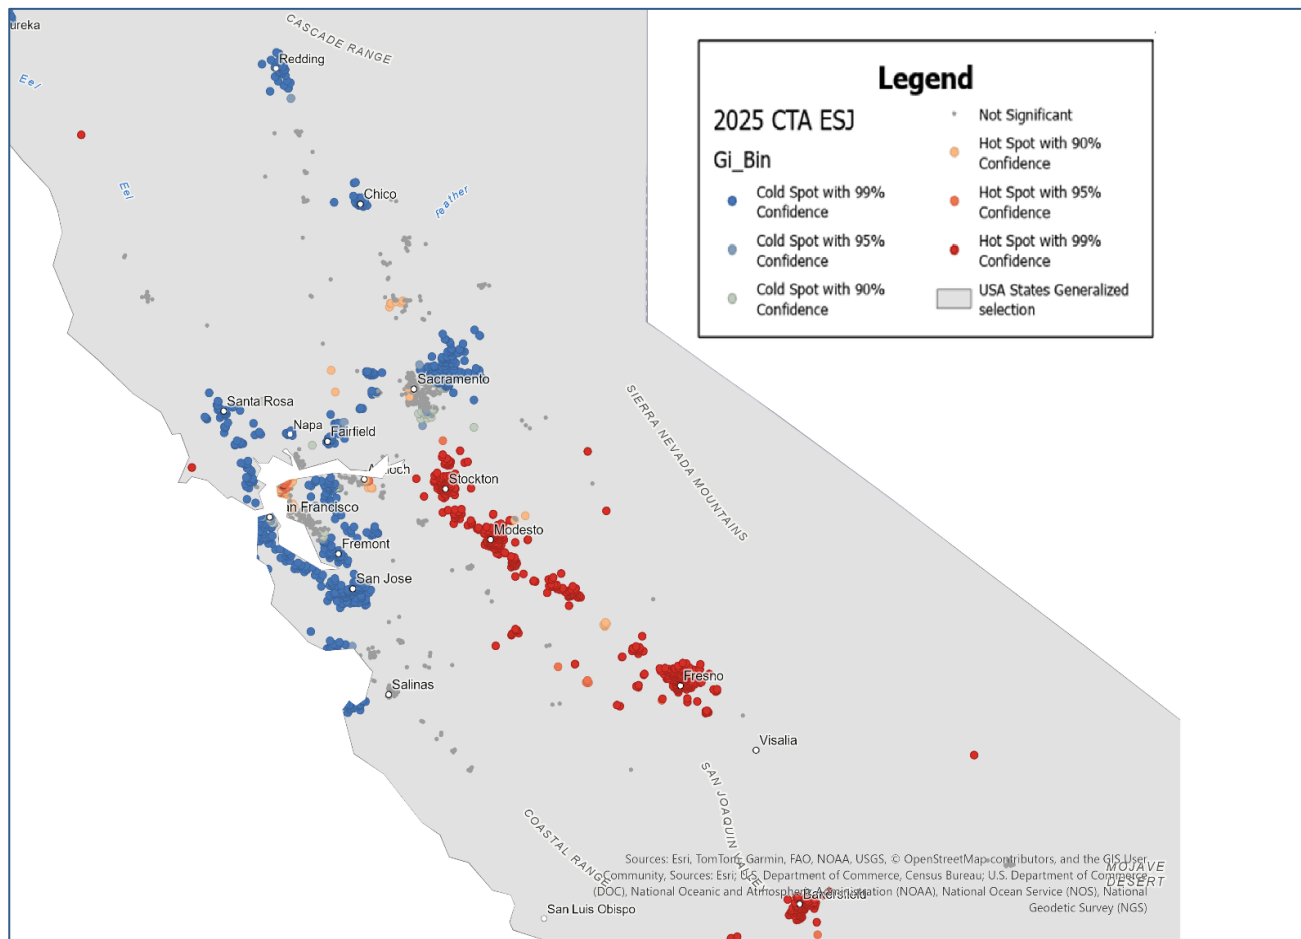 ureka
CASCADE RANGE
Redding
Eel
Eel
Chico
Feather
Sacramento
Santa Rosa
Napa
Fairfield
Stockton
an Francisco
Modesto
Fremont
San Jose
Salinas
Fresno
Visalia
SIERRA NEVADA MOUNTAINS
SAN JOAQUIN VALLEY
COASTAL RANGE
San Luis Obispo
Bakersfield
MOJAVE
DESERT
Legend
2025 CTA ESJ
Gi_Bin
Cold Spot with 99%
Confidence
Cold Spot with 95%
Confidence
Cold Spot with 90%
Confidence
Not Significant
Hot Spot with 90%
Confidence
Hot Spot with 95%
Confidence
Hot Spot with 99%
Confidence
USA States Generalized
selection
Sources: Esri, TomTom, Garmin, FAO, NOAA, USGS, © OpenStreetMap contributors, and the GIS User
Community, Sources: Esri; U.S. Department of Commerce, Census Bureau; U.S. Department of Commerce
(DOC), National Oceanic and Atmospheric Administration (NOAA), National Ocean Service (NOS), National
Geodetic Survey (NGS)